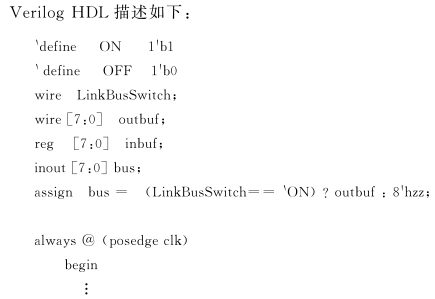 Verilog HDL 描述如下：
`define ON 1'b1
` define OFF 1'b0
wire LinkBusSwitch;
wire [7:0] outbuf;
reg [7:0] inbuf;
inout [7:0] bus;
assign bus = (LinkBusSwitch== `ON) ? outbuf : 8'hzz;
always @ (posedge clk)
begin
⋮